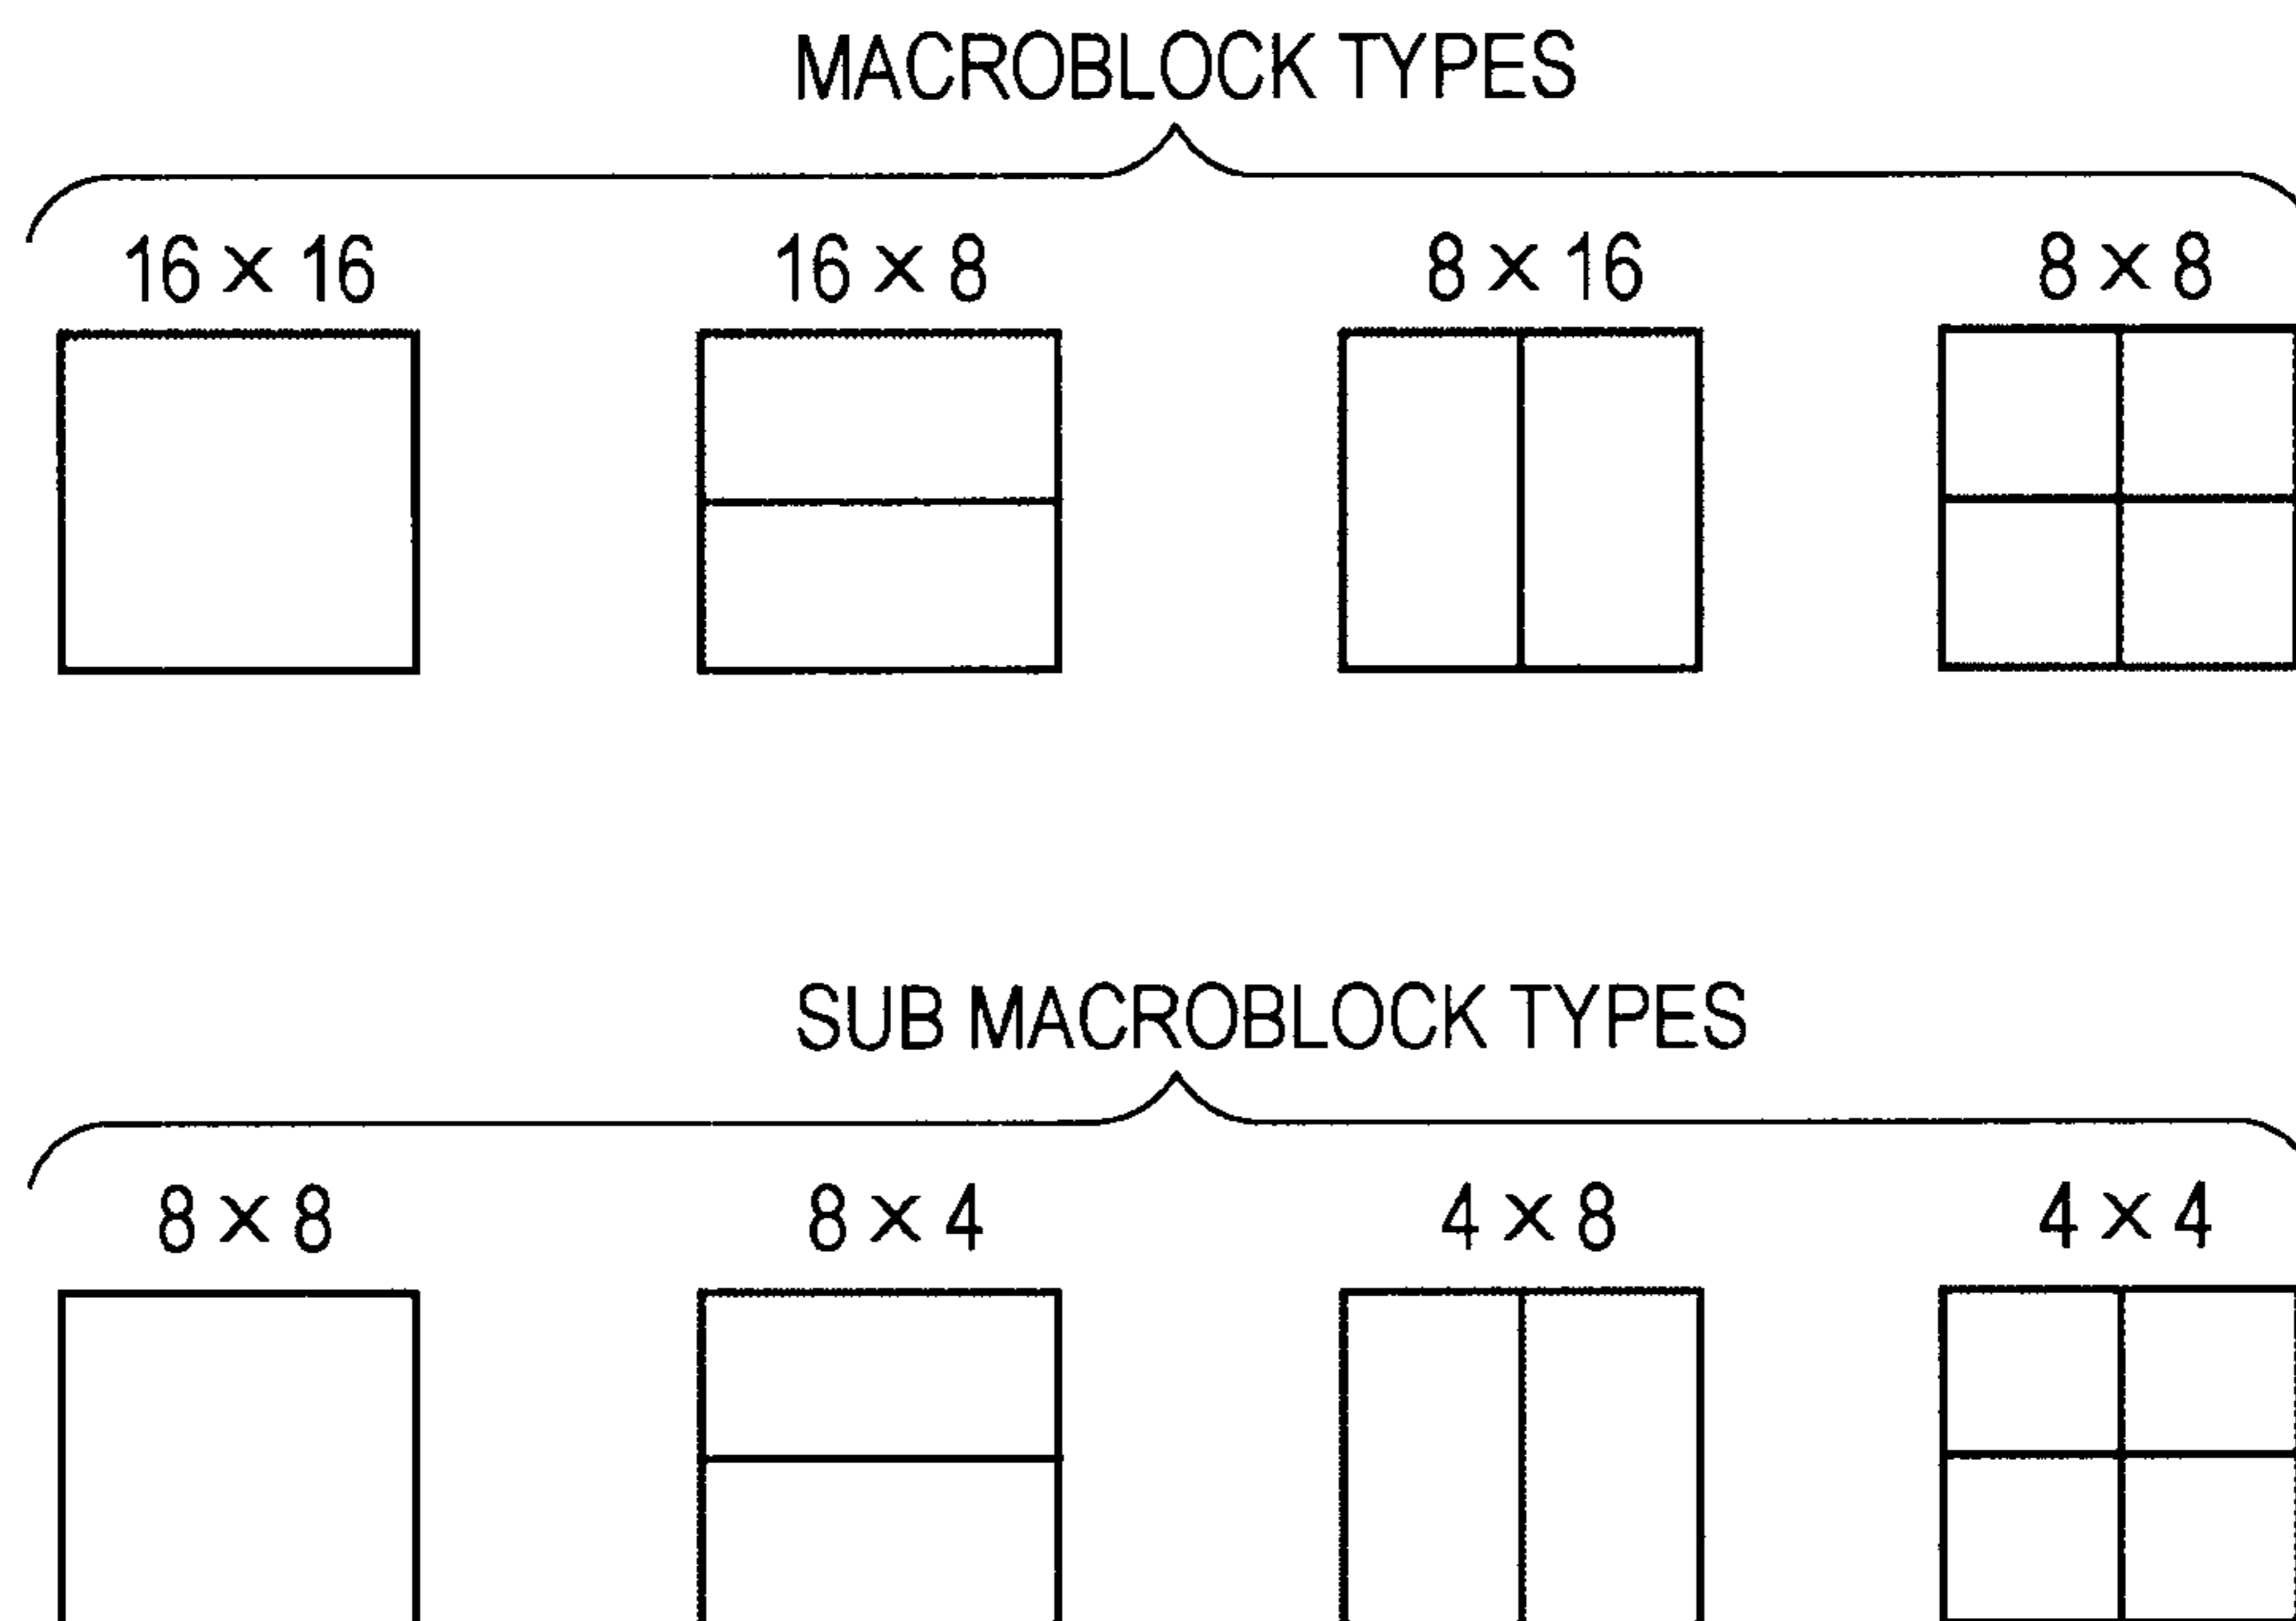 MACROBLOCK TYPES
16 × 16 16 × 8 8 × 16 8 × 8
SUB MACROBLOCK TYPES
8 × 8 8 × 4 4 × 8 4 × 4